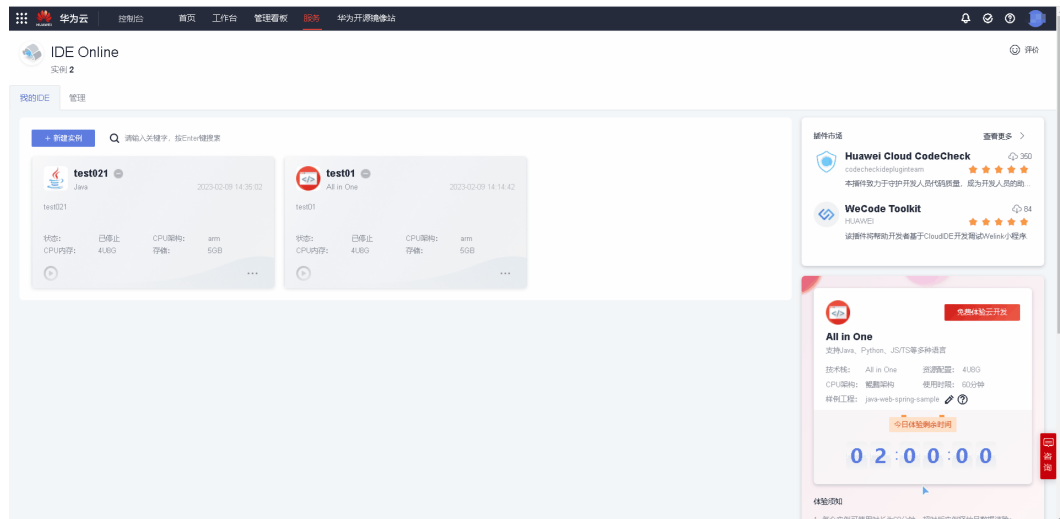 HUAWEI 华为云 控制台 首页 工作台 管理看板 服务 华为开源镜像站
IDE Online
实例 2
评价
我的IDE 管理
+ 新建实例
请输入关键字，按Enter键搜索
test021
Java
2023-02-09 14:35:02
test021
状态: 已停止 CPU架构: arm
CPU内存: 4U8G 存储: 5GB
...
test01
All in One
2023-02-09 14:14:42
test01
状态: 已停止 CPU架构: arm
CPU内存: 4U8G 存储: 5GB
...
插件市场 查看更多 >
Huawei Cloud CodeCheck 350
codecheckidepluginteam
本插件致力于守护开发人员代码质量，成为开发人员的助...
WeCode Toolkit 84
HUAWEI
该插件将帮助开发者基于CloudIDE开发调试Welink小程序
免费体验云开发
All in One
支持Java、Python、JS/TS等多种语言
技术栈: All in One 资源配置: 4U8G
CPU架构: 鲲鹏架构 使用时限: 60分钟
样例工程: java-web-spring-sample
今日体验剩余时间
02:00:00
咨询
体验须知